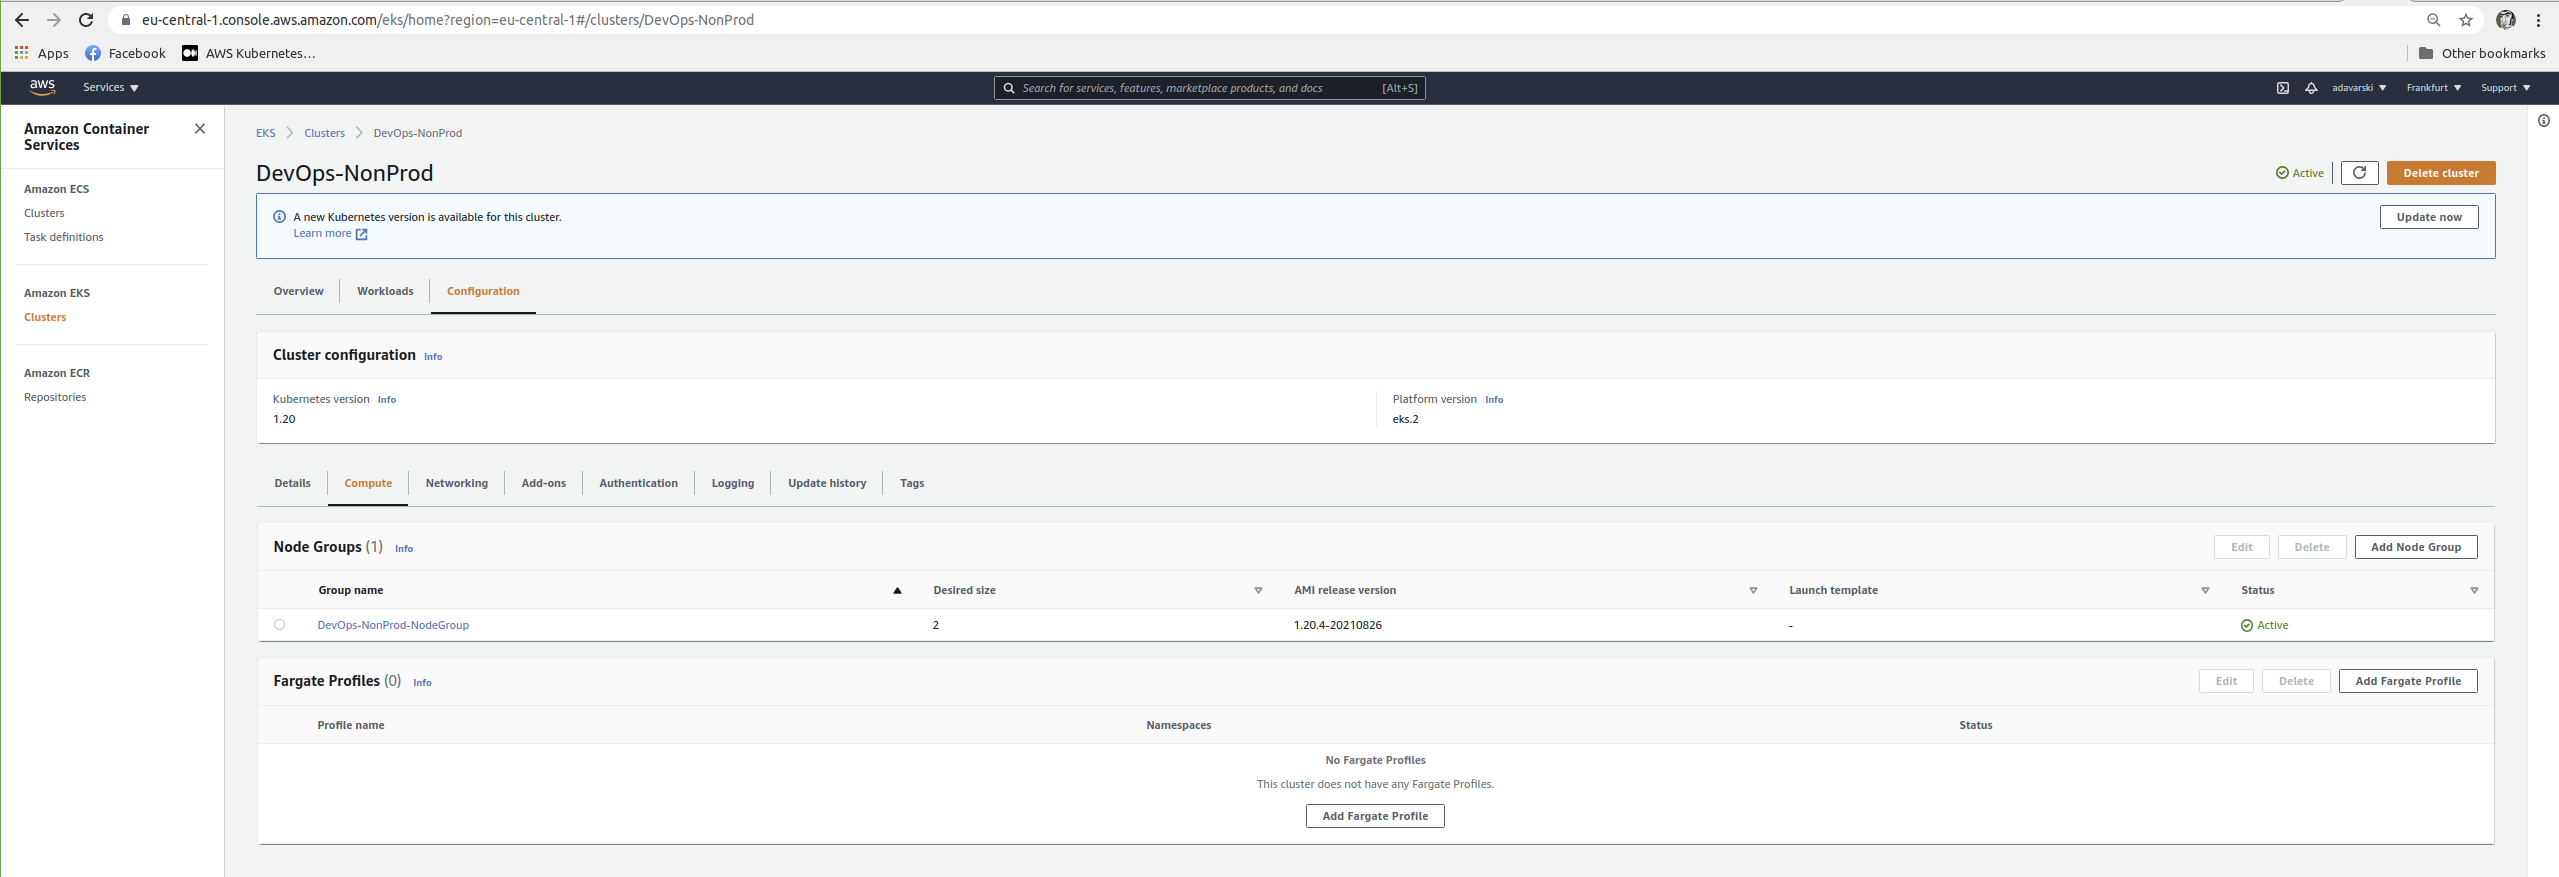 eu-central-1.console.aws.amazon.com/eks/home?region=eu-central-1#/clusters/DevOps-NonProd
Apps Facebook AWS Kubernetes… Other bookmarks
aws Services Search for services, features, marketplace products, and docs [Alt+S] adavarski Frankfurt Support
Amazon Container
Services
Amazon ECS
Clusters
Task definitions
Amazon EKS
Clusters
Amazon ECR
Repositories
EKS Clusters DevOps-NonProd
DevOps-NonProd Active Delete cluster
A new Kubernetes version is available for this cluster. Update now
Learn more
Overview Workloads Configuration
Cluster configuration Info
Kubernetes version Info Platform version Info
1.20 eks.2
Details Compute Networking Add-ons Authentication Logging Update history Tags
Node Groups (1) Info Edit Delete Add Node Group
Group name Desired size AMI release version Launch template Status
DevOps-NonProd-NodeGroup 2 1.20.4-20210826 - Active
Fargate Profiles (0) Info Edit Delete Add Fargate Profile
Profile name Namespaces Status
No Fargate Profiles
This cluster does not have any Fargate Profiles.
Add Fargate Profile